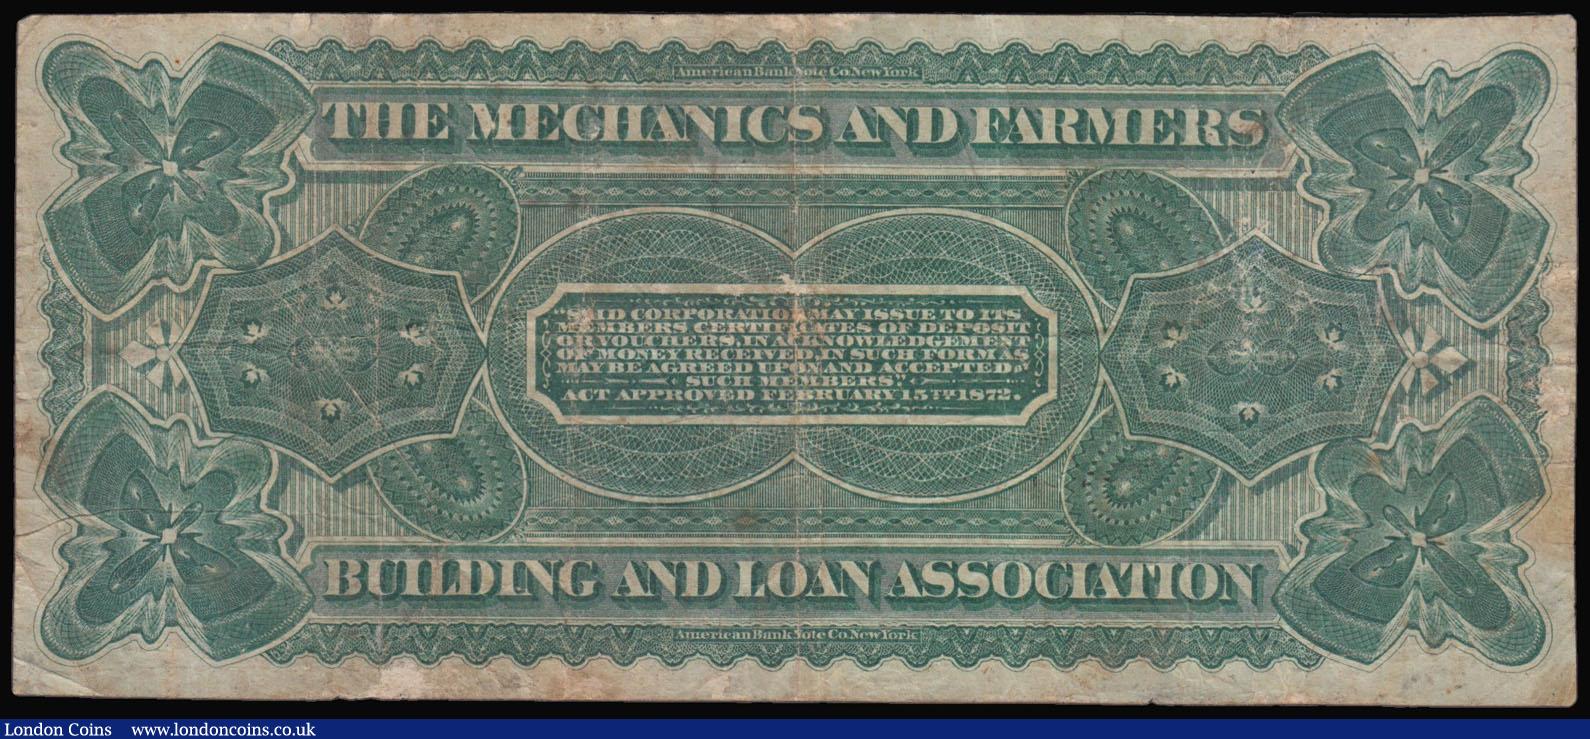 American Bank Note Co. New York
THE MECHANICS AND FARMERS
"SAID CORPORATION MAY ISSUE TO ITS
MEMBERS CERTIFICATES OF DEPOSIT
OR VOUCHERS, IN ACKNOWLEDGEMENT
OF MONEY RECEIVED, IN SUCH FORM AS
MAY BE AGREED UPON AND ACCEPTED BY
SUCH MEMBERS".
ACT APPROVED FEBRUARY 15TH 1872.
BUILDING AND LOAN ASSOCIATION
American Bank Note Co. New York
London Coins www.londoncoins.co.uk